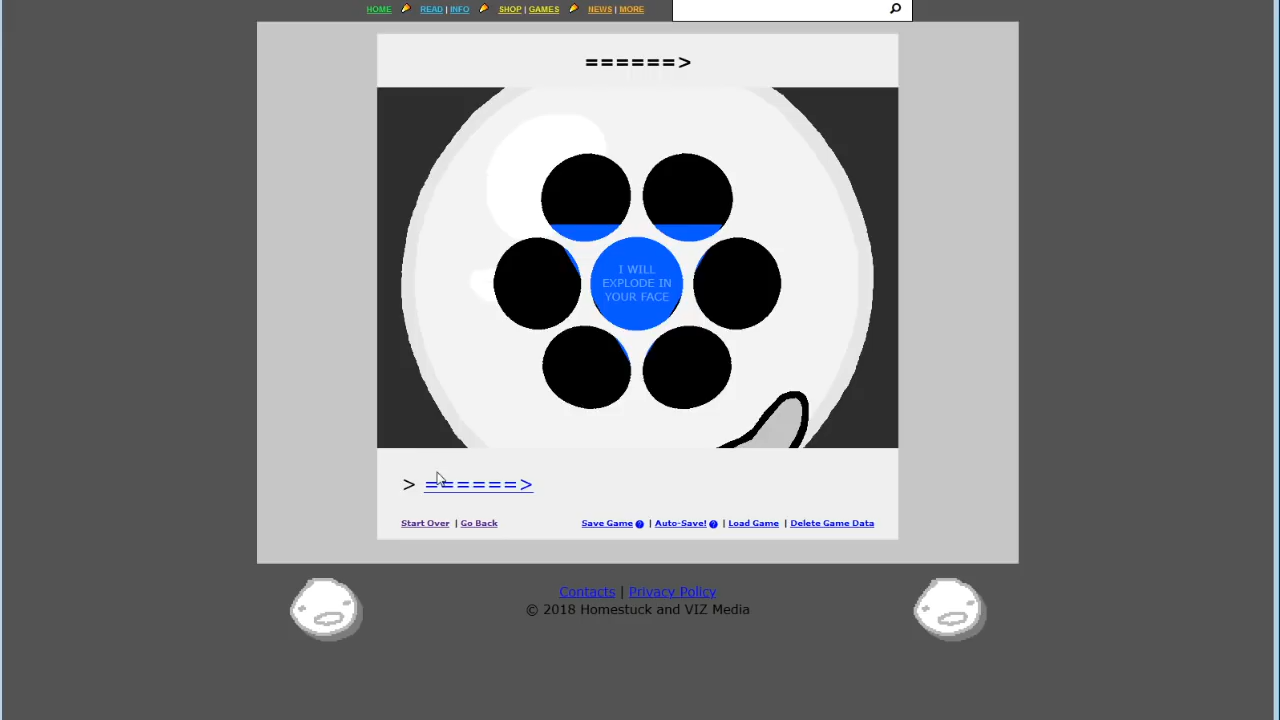 HOME READ | INFO SHOP | GAMES NEWS | MORE
======>
I WILL
EXPLODE IN
YOUR FACE
> =======>
Start Over | Go Back Save Game ? | Auto-Save! ? | Load Game | Delete Game Data
Contacts | Privacy Policy
© 2018 Homestuck and VIZ Media